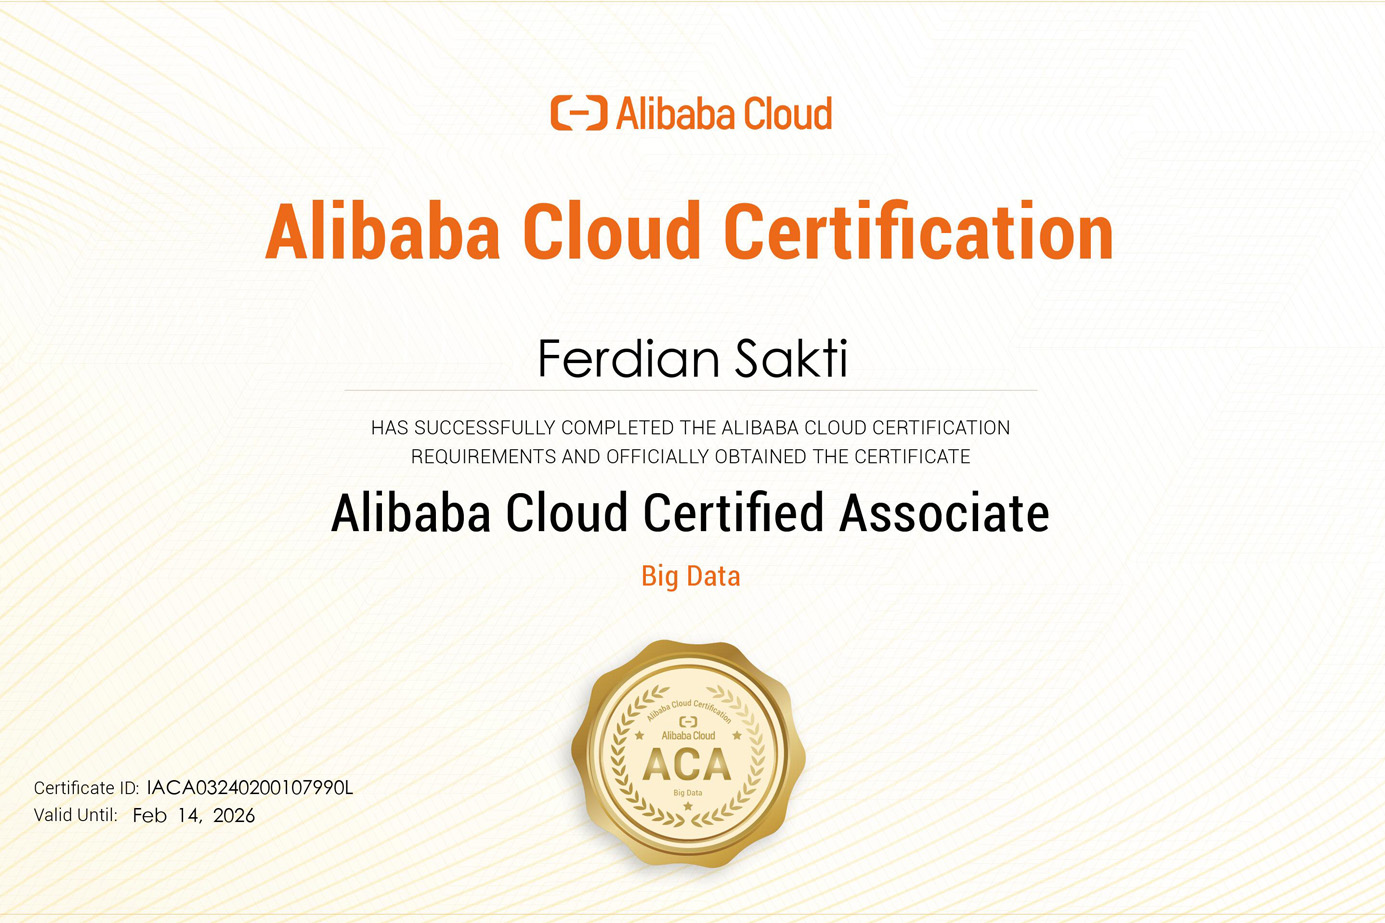 Alibaba Cloud
Alibaba Cloud Certification
Ferdian Sakti
HAS SUCCESSFULLY COMPLETED THE ALIBABA CLOUD CERTIFICATION
REQUIREMENTS AND OFFICIALLY OBTAINED THE CERTIFICATE
Alibaba Cloud Certified Associate
Big Data
Alibaba Cloud Certification
Alibaba Cloud
ACA
Big Data
Certificate ID: IACA03240200107990L
Valid Until: Feb 14, 2026